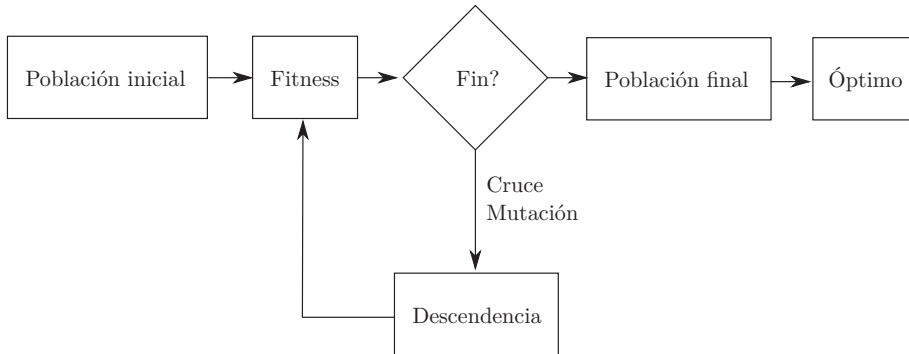 Población inicial
Fitness
Fin?
Población final
Óptimo
Cruce
Mutación
Descendencia